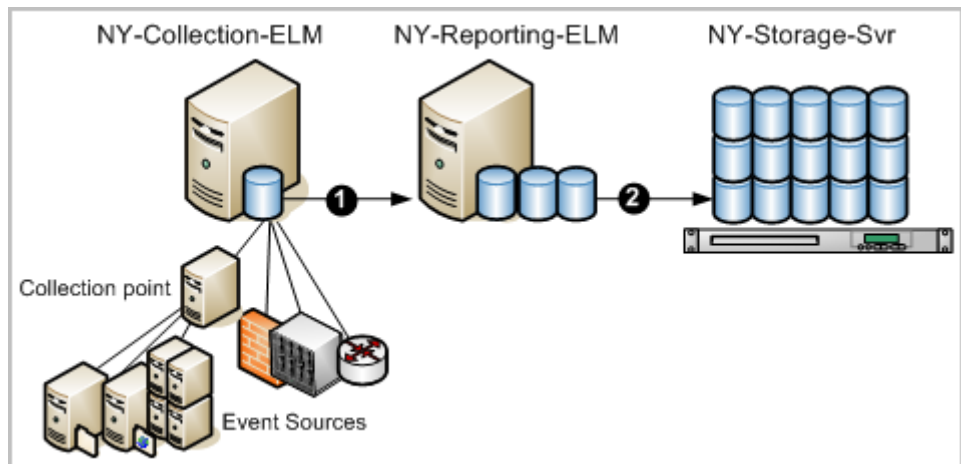 NY-Collection-ELM
NY-Reporting-ELM
NY-Storage-Svr
1
2
Collection point
Event Sources